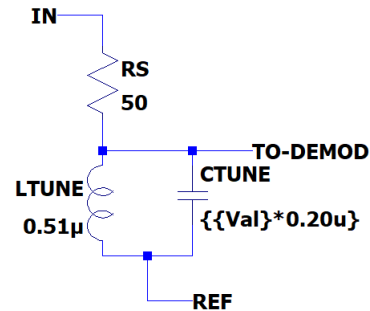 IN
RS
50
TO-DEMOD
LTUNE
CTUNE
0.51µ
{{Val}*0.20u}
REF